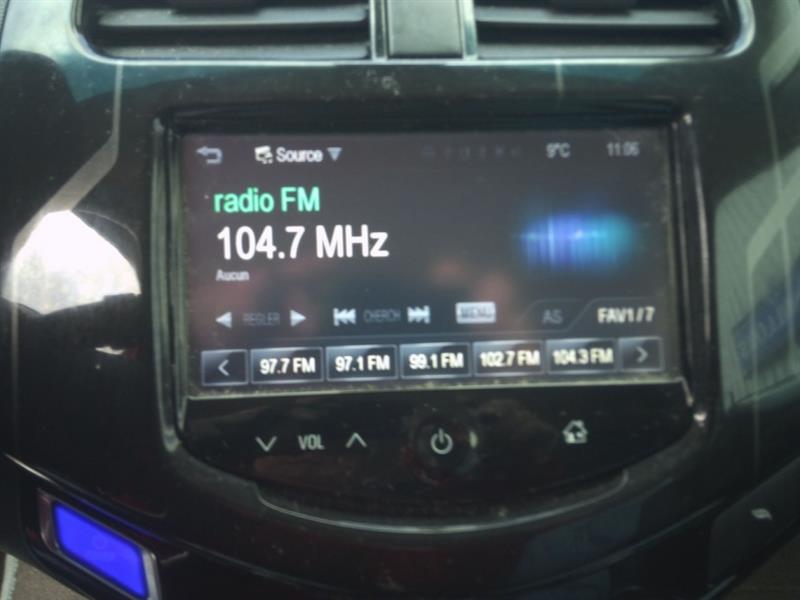 Source 9°C 11:06
radio FM
104.7 MHz
Aucun
REGLER CHERCH MENU AS FAV1/7
97.7 FM 97.1 FM 99.1 FM 102.7 FM 104.3 FM
VOL